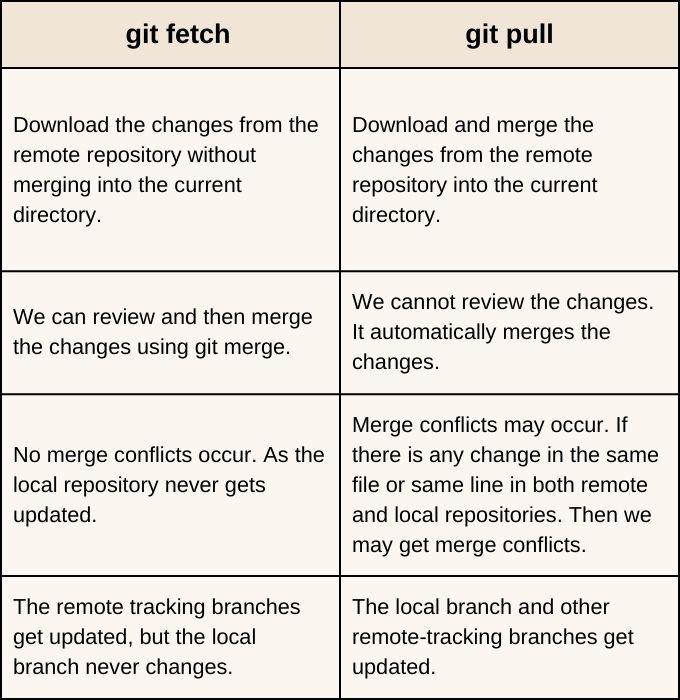 git fetch
git pull
Download the changes from the
remote repository without
merging into the current
directory.
Download and merge the
changes from the remote
repository into the current
directory.
We can review and then merge
the changes using git merge.
We cannot review the changes.
It automatically merges the
changes.
No merge conflicts occur. As the
local repository never gets
updated.
Merge conflicts may occur. If
there is any change in the same
file or same line in both remote
and local repositories. Then we
may get merge conflicts.
The remote tracking branches
get updated, but the local
branch never changes.
The local branch and other
remote-tracking branches get
updated.